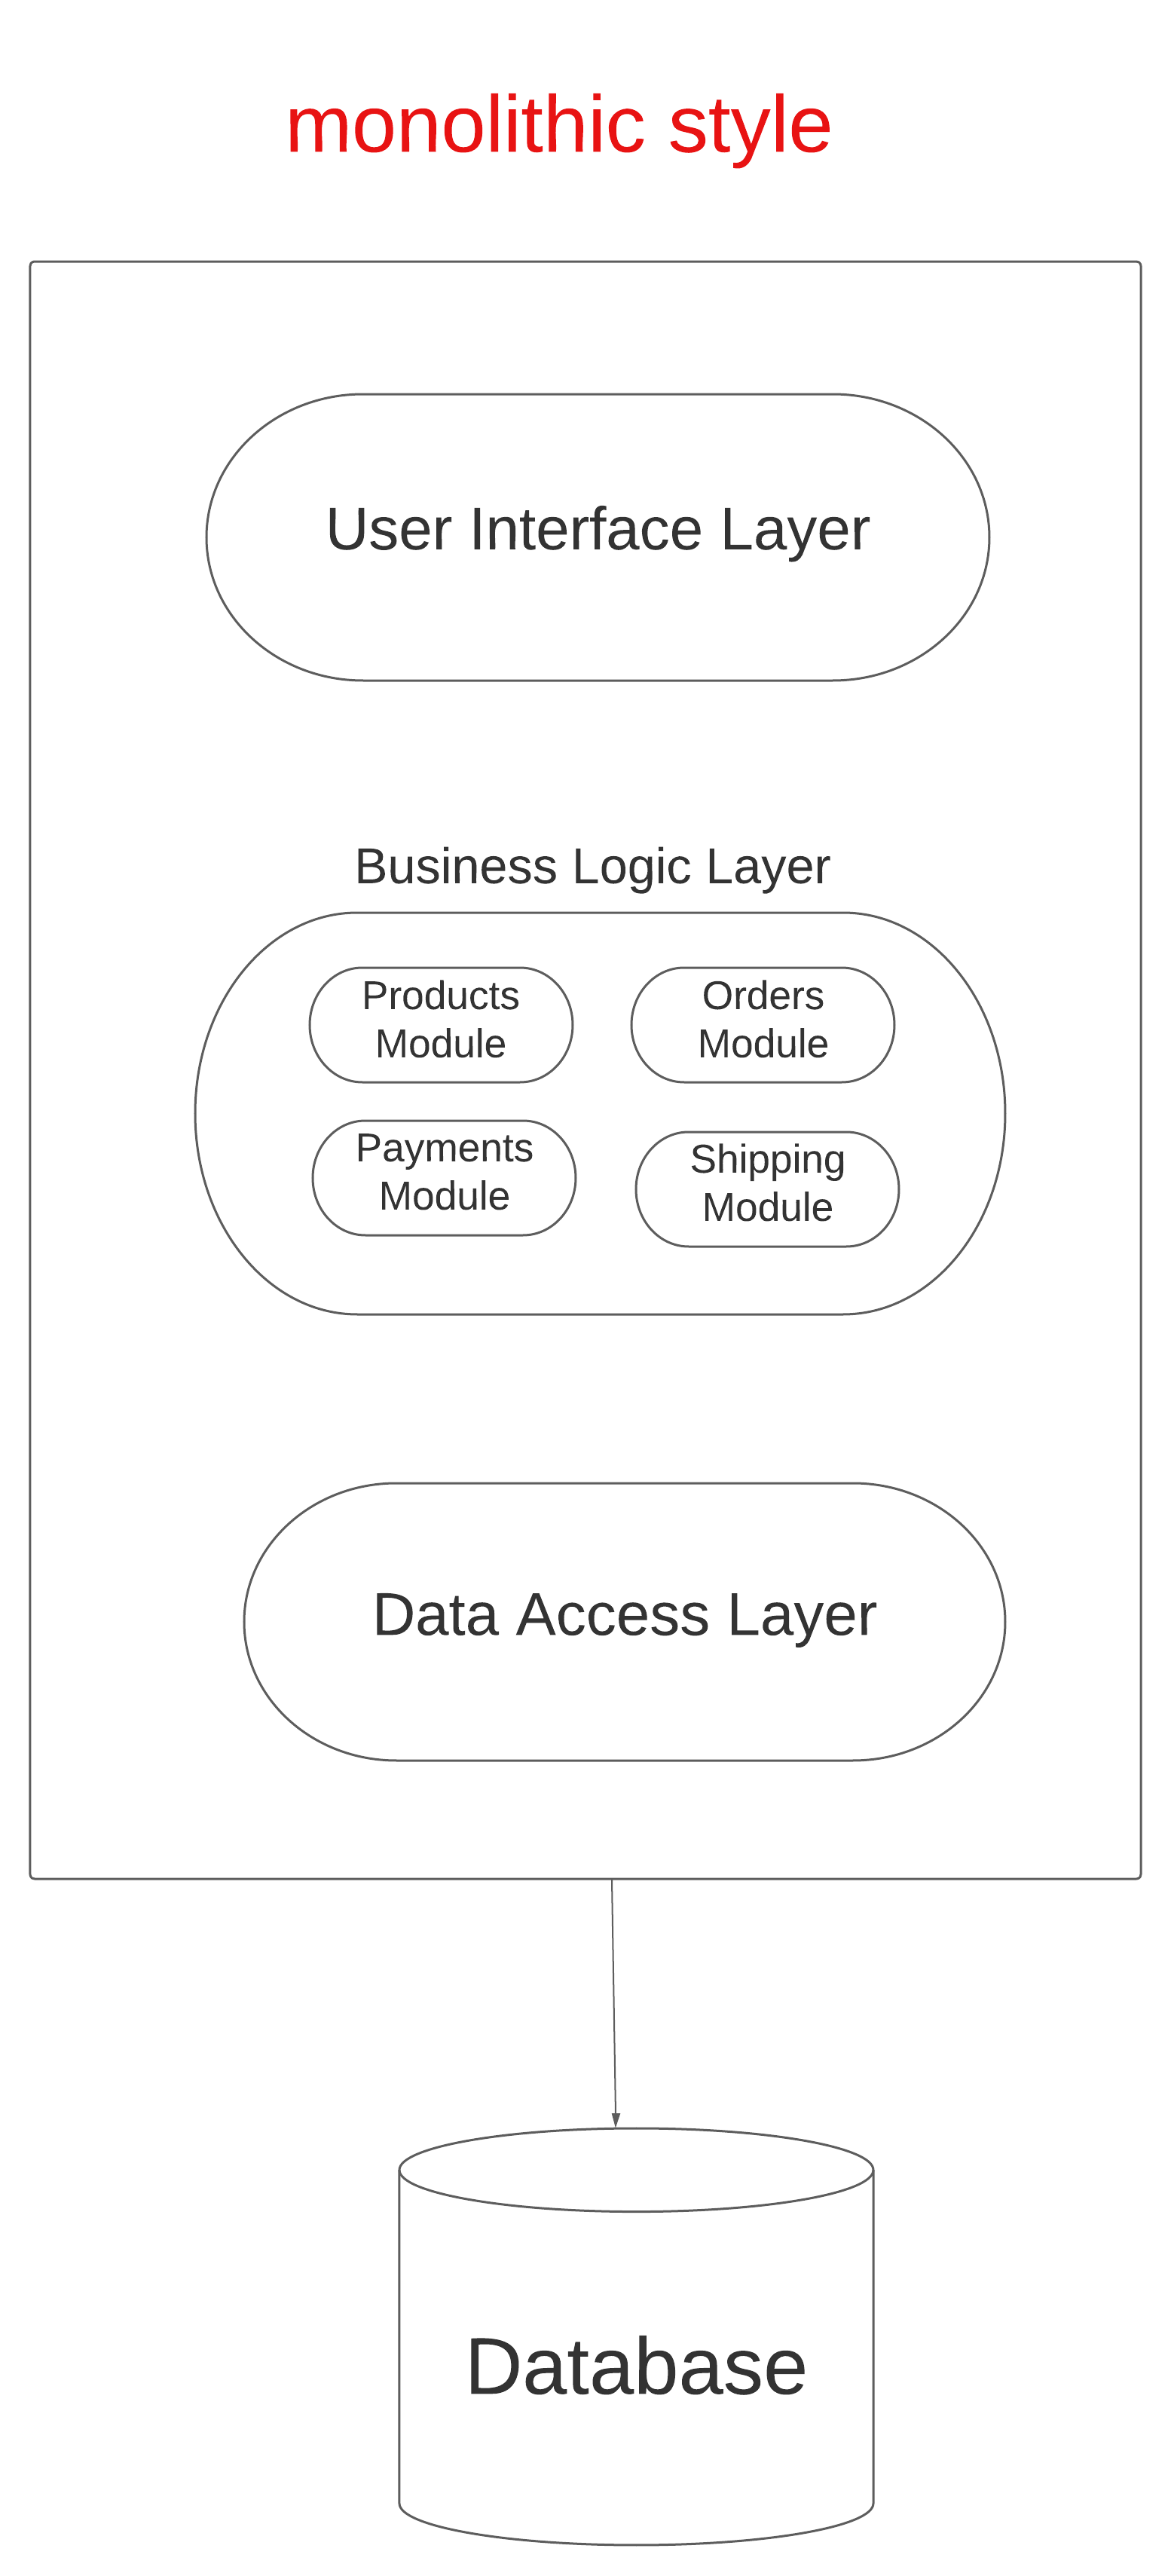 monolithic style
User Interface Layer
Business Logic Layer
Products
Module
Orders
Module
Payments
Module
Shipping
Module
Data Access Layer
Database